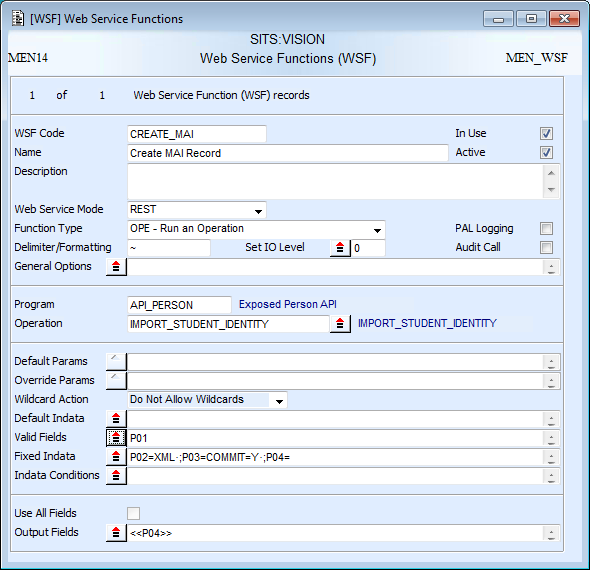 [WSF] Web Service Functions
SITS:VISION
MEN14 Web Service Functions (WSF) MEN_WSF
1 of 1 Web Service Function (WSF) records
WSF Code CREATE_MAI In Use
Name Create MAI Record Active
Description
Web Service Mode REST
Function Type OPE - Run an Operation PAL Logging
Delimiter/Formatting ~ Set IO Level 0 Audit Call
General Options
Program API_PERSON Exposed Person API
Operation IMPORT_STUDENT_IDENTITY IMPORT_STUDENT_IDENTITY
Default Params
Override Params
Wildcard Action Do Not Allow Wildcards
Default Indata
Valid Fields P01
Fixed Indata P02=XML·;P03=COMMIT=Y·;P04=
Indata Conditions
Use All Fields
Output Fields <<P04>>